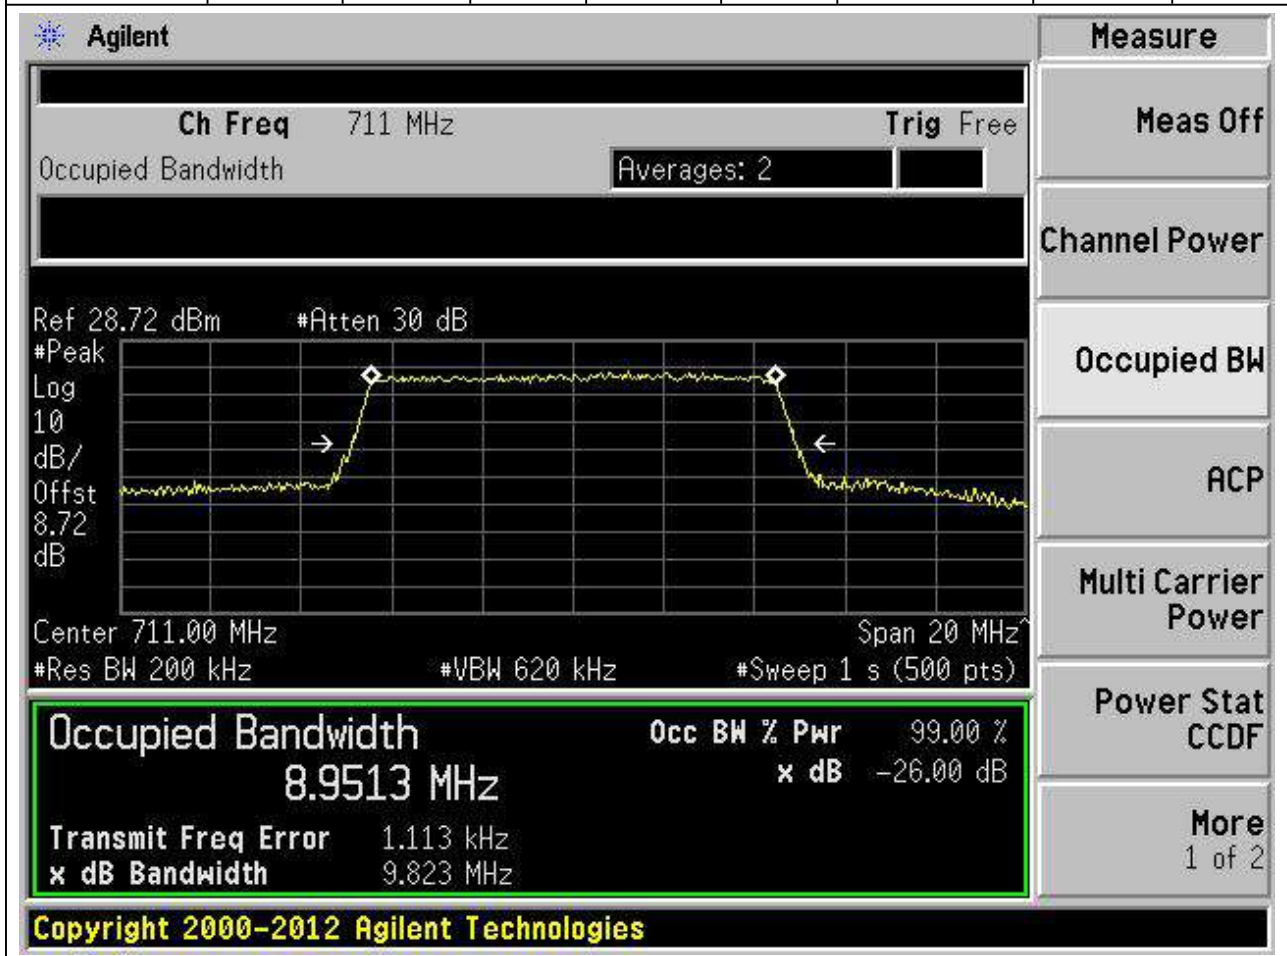 Agilent
Measure
Ch Freq 711 MHz Trig Free
Meas Off
Occupied Bandwidth Averages: 2
Channel Power
Ref 28.72 dBm #Atten 30 dB
#Peak
Log
10
dB/
Offst
8.72
dB
Occupied BW
ACP
Center 711.00 MHz Span 20 MHz^
#Res BW 200 kHz #VBW 620 kHz #Sweep 1 s (500 pts)
Multi Carrier
Power
Occupied Bandwidth Occ BW % Pwr 99.00 %
8.9513 MHz x dB -26.00 dB
Transmit Freq Error 1.113 kHz
x dB Bandwidth 9.823 MHz
Power Stat
CCDF
More
1 of 2
Copyright 2000-2012 Agilent Technologies